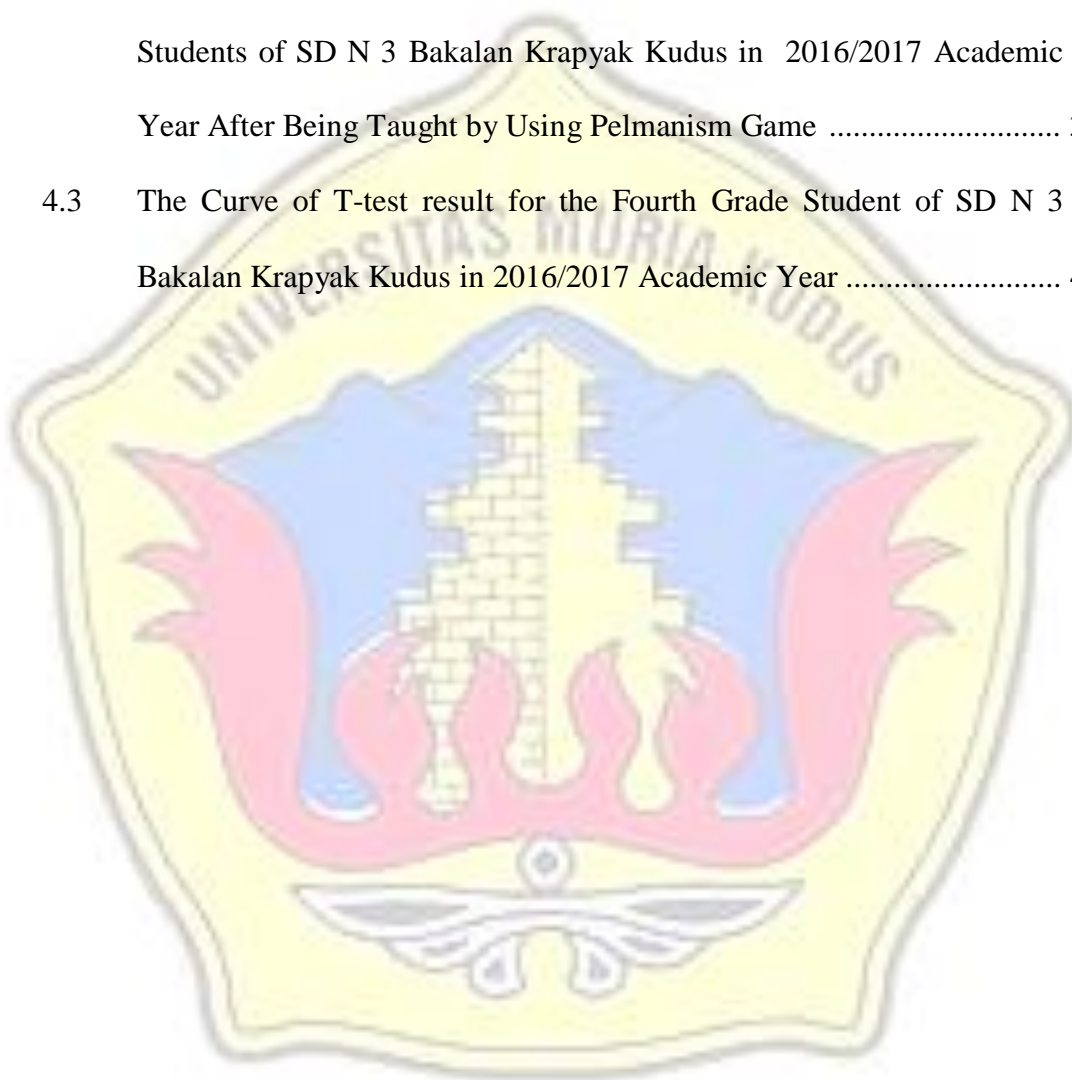 Students of SD N 3 Bakalan Krapyak Kudus in 2016/2017 Academic
Year After Being Taught by Using Pelmanism Game .............................
4.3 The Curve of T-test result for the Fourth Grade Student of SD N 3
Bakalan Krapyak Kudus in 2016/2017 Academic Year ...........................
UNIVERSITAS MURIA KUDUS